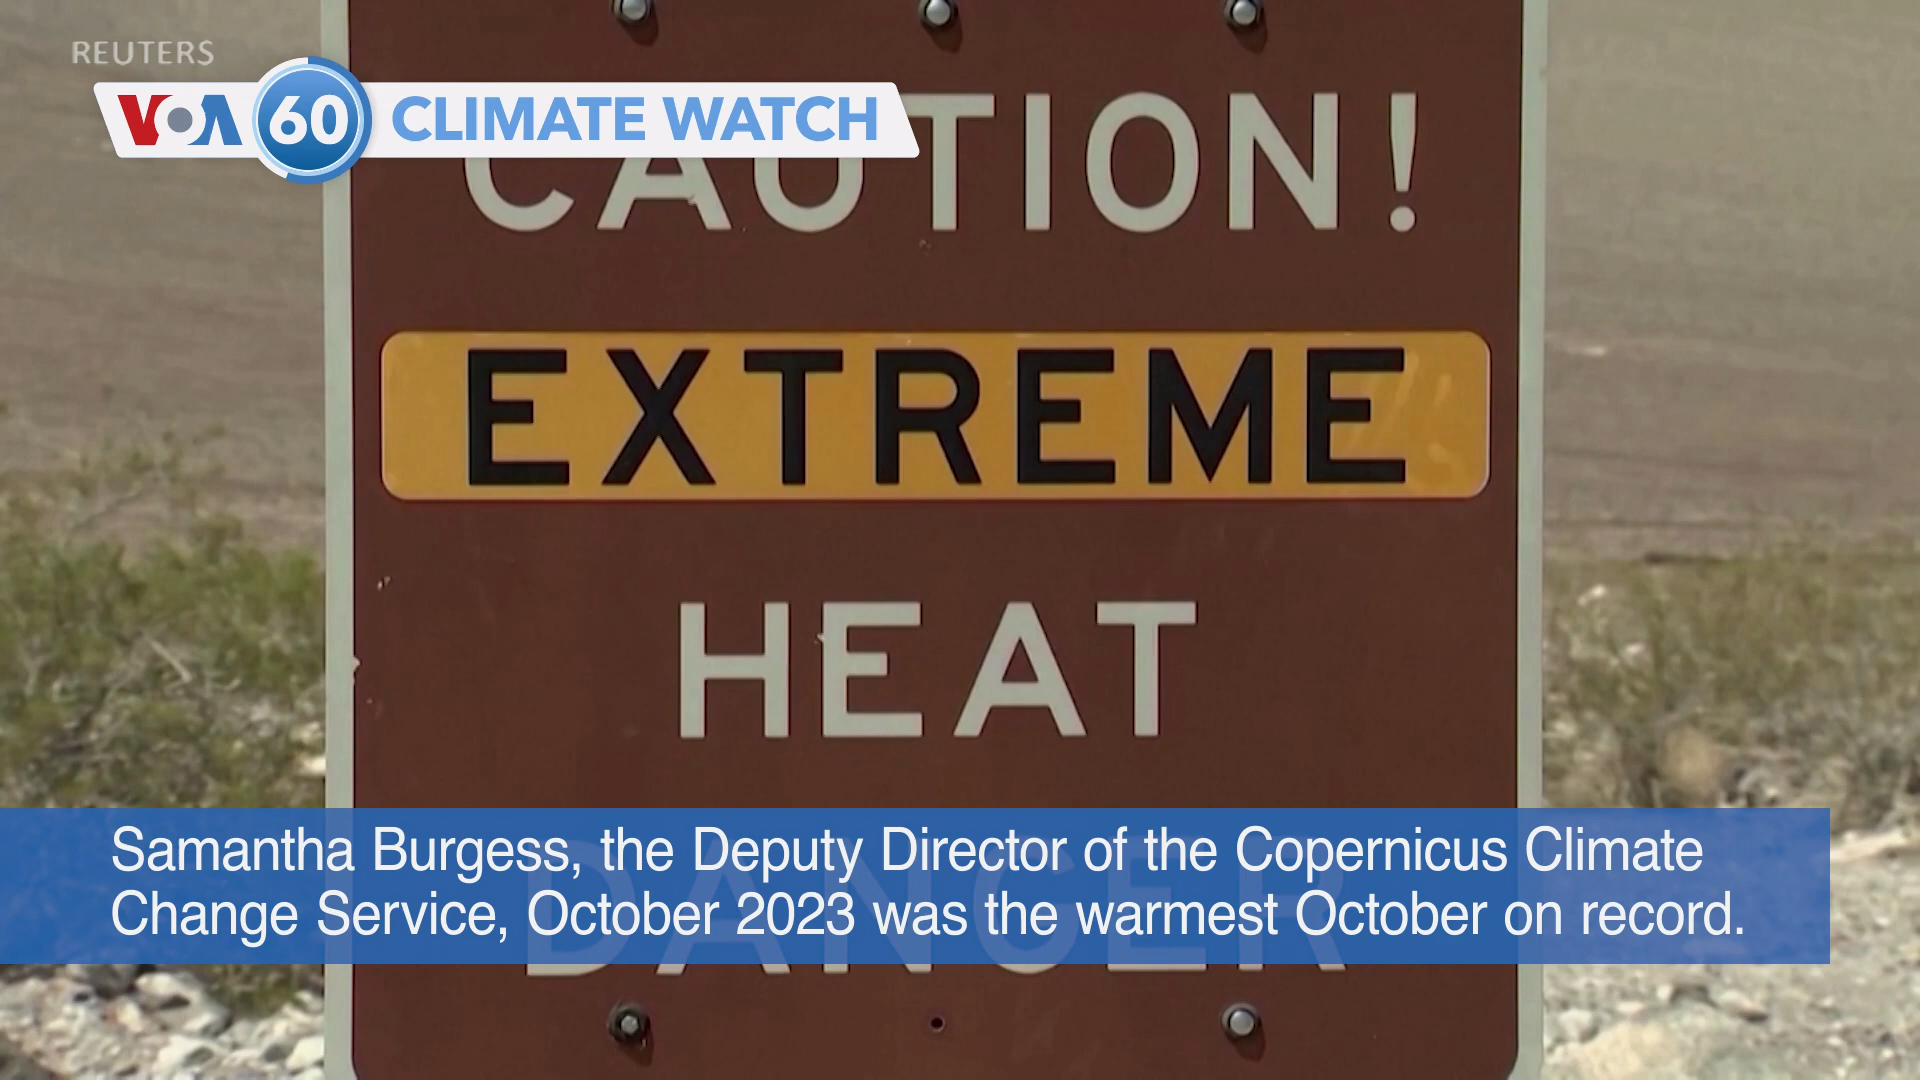 REUTERS
VOA 60 CLIMATE WATCH
CAUTION!
EXTREME
HEAT
Samantha Burgess, the Deputy Director of the Copernicus Climate
Change Service, October 2023 was the warmest October on record.
DANGER